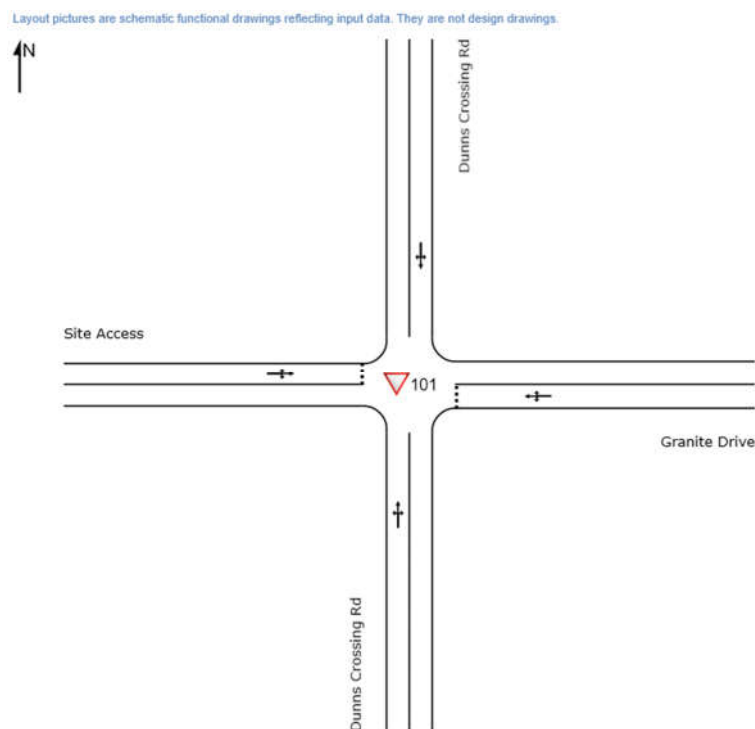 Layout pictures are schematic functional drawings reflecting input data. They are not design drawings.
N
Dunns Crossing Rd
Site Access
101
Granite Drive
Dunns Crossing Rd